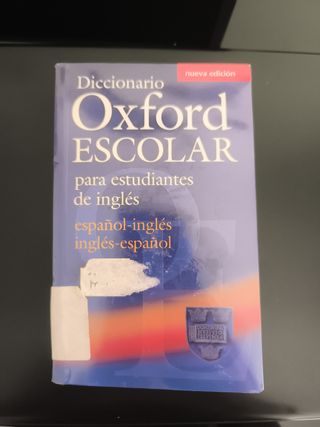 nueva edición
Diccionario
Oxford
ESCOLAR
para estudiantes
de inglés
español-inglés
inglés-español